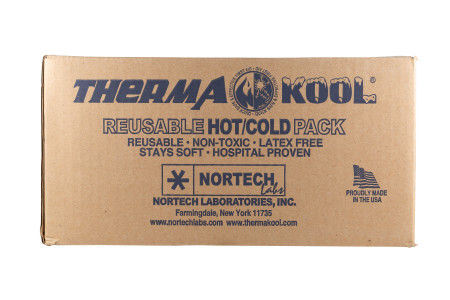 THERMA KOOL®
REUSABLE HOT/COLD PACK
REUSABLE • NON-TOXIC • LATEX FREE
STAYS SOFT • HOSPITAL PROVEN
NORTECH
Labs
NORTECH LABORATORIES, INC.
Farmingdale, New York 11735
www.nortechlabs.com www.thermakool.com
PROUDLY MADE
IN THE USA